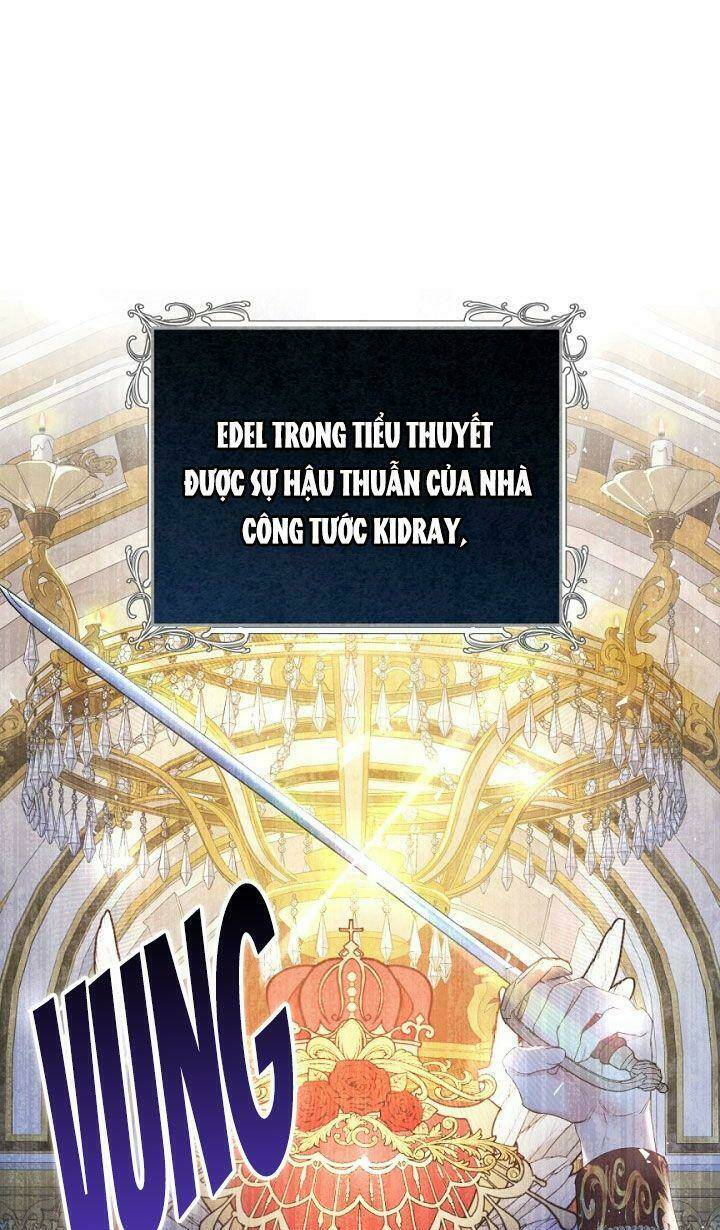 EDEL TRONG TIỂU THUYẾT
ĐƯỢC SỰ HẬU THUẪN CỦA NHÀ
CÔNG TƯỚC KIDRAY,
VUNG